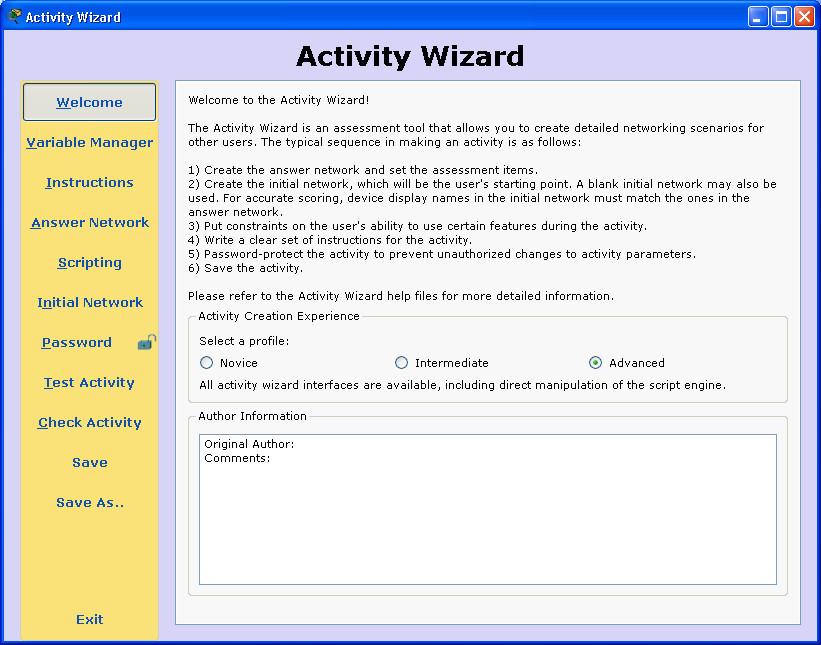 Activity Wizard
Activity Wizard
Welcome
Variable Manager
Instructions
Answer Network
Scripting
Initial Network
Password
Test Activity
Check Activity
Save
Save As..
Exit
Welcome to the Activity Wizard!
The Activity Wizard is an assessment tool that allows you to create detailed networking scenarios for
other users. The typical sequence in making an activity is as follows:
1) Create the answer network and set the assessment items.
2) Create the initial network, which will be the user's starting point. A blank initial network may also be
used. For accurate scoring, device display names in the initial network must match the ones in the
answer network.
3) Put constraints on the user's ability to use certain features during the activity.
4) Write a clear set of instructions for the activity.
5) Password-protect the activity to prevent unauthorized changes to activity parameters.
6) Save the activity.
Please refer to the Activity Wizard help files for more detailed information.
Activity Creation Experience
Select a profile:
Novice Intermediate Advanced
All activity wizard interfaces are available, including direct manipulation of the script engine.
Author Information
Original Author:
Comments: